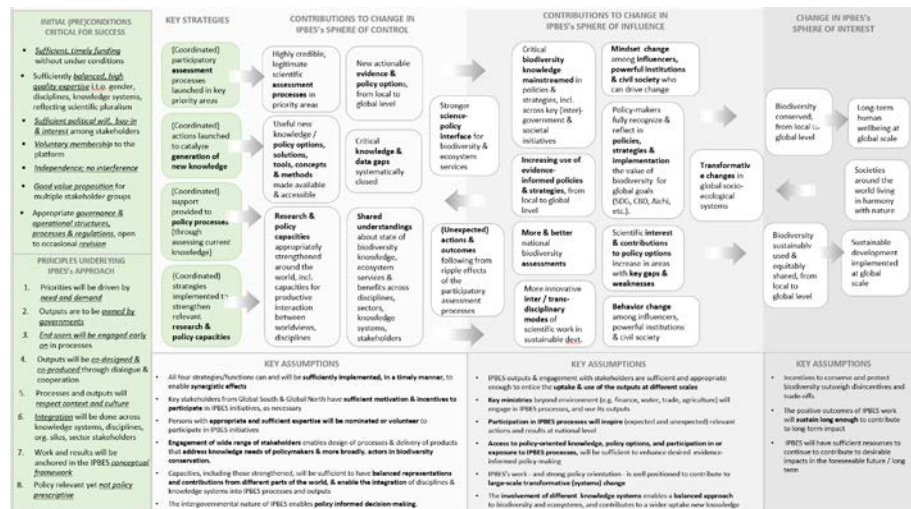 INITIAL (PRE)CONDITIONS
CRITICAL FOR SUCCESS
Sufficient, timely funding
without undue conditions
Sufficiently balanced, high
quality expertise i.t.o. gender,
disciplines, knowledge systems,
reflecting scientific pluralism
Sufficient political will, buy-in
& interest among stakeholders
Voluntary membership to the
platform
Independence; no interference
Good value proposition for
multiple stakeholder groups
Appropriate governance &
operational structures,
processes & regulations, open
to occasional revision
PRINCIPLES UNDERLYING
IPBES's APPROACH
1. Priorities will be driven by
need and demand
2. Outputs are to be owned by
governments
3. End users will be engaged early
on in processes
4. Outputs will be co-designed &
co-produced through dialogue &
cooperation
5. Processes and outputs will
respect context and culture
6. Integration will be done across
knowledge systems, disciplines,
org. silos, sector stakeholders
7. Work and results will be
anchored in the IPBES conceptual
framework
8. Policy relevant yet not policy
prescriptive
KEY STRATEGIES
(Coordinated)
participatory
assessment
processes
launched in key
priority areas
(Coordinated)
actions launched
to catalyze
generation of
new knowledge
(Coordinated)
support
provided to
policy processes
(through
assessing current
knowledge)
(Coordinated)
strategies
implemented to
strengthen
relevant
research &
policy capacities
CONTRIBUTIONS TO CHANGE IN
IPBES's SPHERE OF CONTROL
Highly credible,
legitimate
scientific
assessment
processes in
priority areas
Useful new
knowledge /
policy options,
solutions,
tools, concepts
& methods
made available
& accessible
Research &
policy
capacities
appropriately
strengthened
around the
world, incl.
capacities for
productive
interaction
between
worldviews,
disciplines
New actionable
evidence &
policy options,
from local to
global level
Critical
knowledge &
data gaps
systematically
closed
Shared
understandings
about state of
biodiversity
knowledge,
ecosystem
services &
benefits across
disciplines,
sectors,
knowledge
systems,
stakeholders
Stronger
science-
policy
interface for
biodiversity &
ecosystem
services
(Unexpected)
actions &
outcomes
following from
ripple effects
of the
participatory
assessment
processes
CONTRIBUTIONS TO CHANGE IN
IPBES's SPHERE OF INFLUENCE
Critical
biodiversity
knowledge
mainstreamed in
policies &
strategies, incl.
across key (inter)-
government &
societal
initiatives
Increasing use of
evidence-
informed policies
& strategies, from
local to global
level
More & better
national
biodiversity
assessments
More innovative
inter / trans-
disciplinary
modes of
scientific work in
sustainable devt.
Mindset change
among influencers,
powerful institutions
& civil society who
can drive change
Policy-makers
fully recognize &
reflect in
policies,
strategies &
implementation
the value of
biodiversity for
global goals
(SDG, CBD, Aichi,
etc.).
Scientific interest &
contributions
to policy options
increase in areas
with key gaps &
weaknesses
Behavior change
among influencers,
powerful institutions
& civil society
Transformativ
e changes in
global socio-
ecological
systems
CHANGE IN IPBES's
SPHERE OF INTEREST
Biodiversity
conserved,
from local
global level
Biodiversity
sustainably
used &
equitably
shared, from
local to
global level
Long-term
human
wellbeing at
global scale
Societies
around the
world living
in harmony
with nature
Sustainable
development
implemented
at global
scale
KEY ASSUMPTIONS
All four strategies/functions can and will be sufficiently implemented, in a timely manner, to
enable synergistic effects
Key stakeholders from Global South & Global North have sufficient motivation & incentives to
participate in IPBES initiatives, as necessary
Persons with appropriate and sufficient expertise will be nominated or volunteer to
participate in IPBES initiatives
Engagement of wide range of stakeholders enables design of processes & delivery of products
that address knowledge needs of policymakers & more broadly, actors in biodiversity
conservation.
Capacities, including those strengthened, will be sufficient to have balanced representations
and contributions from different parts of the world, & enable the integration of disciplines &
knowledge systems into IPBES processes and outputs
The intergovernmental nature of IPBES enables policy informed decision-making.
KEY ASSUMPTIONS
IPBES outputs & engagement with stakeholders are sufficient and appropriate
enough to entice the uptake & use of the outputs at different scales
Key ministries beyond environment (e.g. finance, water, trade, agriculture) will
engage in IPBES processes, and use its outputs
Participation in IPBES processes will inspire (expected and unexpected) relevant
actions and results at national level
Access to policy-oriented knowledge, policy options, and participation in or
exposure to IPBES processes, will be sufficient to enhance desired evidence-
informed policy-making
IPBES's work - and strong policy orientation - is well positioned to contribute to
large-scale transformative (systems) change
The involvement of different knowledge systems enables a balanced approach
to biodiversity and ecosystems, and contributes to a wider uptake new knowledge
KEY ASSUMPTIONS
Incentives to conserve and protect
biodiversity outweigh disincentives and
trade-offs
The positive outcomes of IPBES work
will sustain long enough to contribute
to long term impact
IPBES will have sufficient resources to
continue to contribute to desirable
impacts in the foreseeable future / long
term